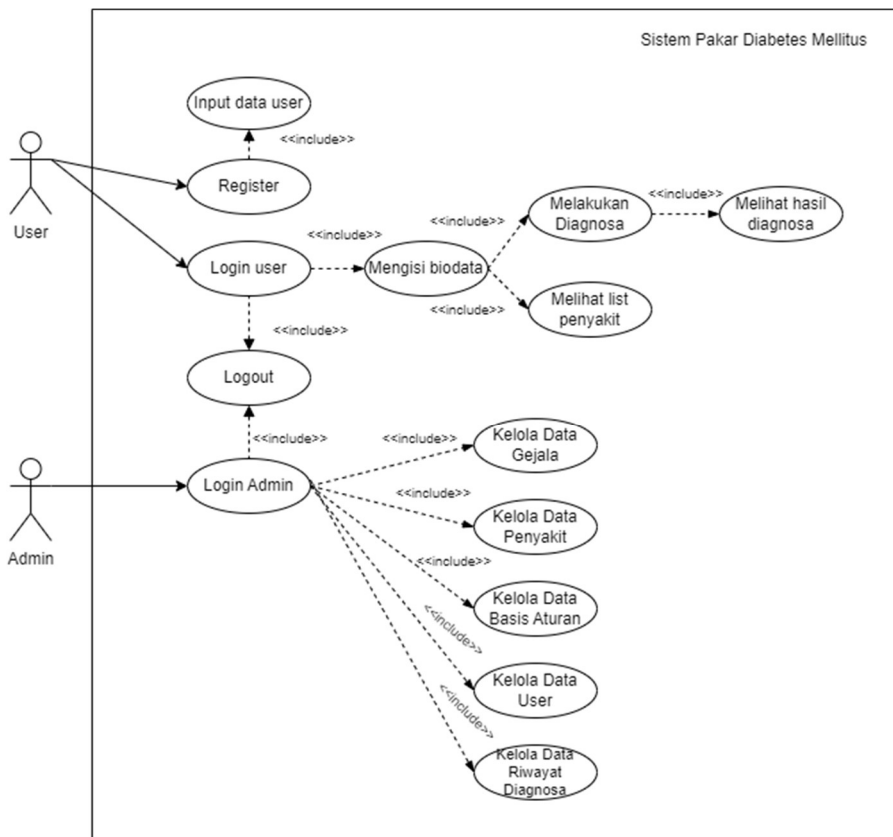 Sistem Pakar Diabetes Mellitus
Input data user
<<include>>
User
Register
<<include>>
Melakukan
Diagnosa
<<include>>
Melihat hasil
diagnosa
Login user
<<include>>
Mengisi biodata
<<include>>
Melihat list
penyakit
<<include>>
Logout
<<include>>
Admin
Login Admin
<<include>>
Kelola Data
Gejala
<<include>>
Kelola Data
Penyakit
<<include>>
Kelola Data
Basis Aturan
<<include>>
Kelola Data
User
<<include>>
Kelola Data
Riwayat
Diagnosa